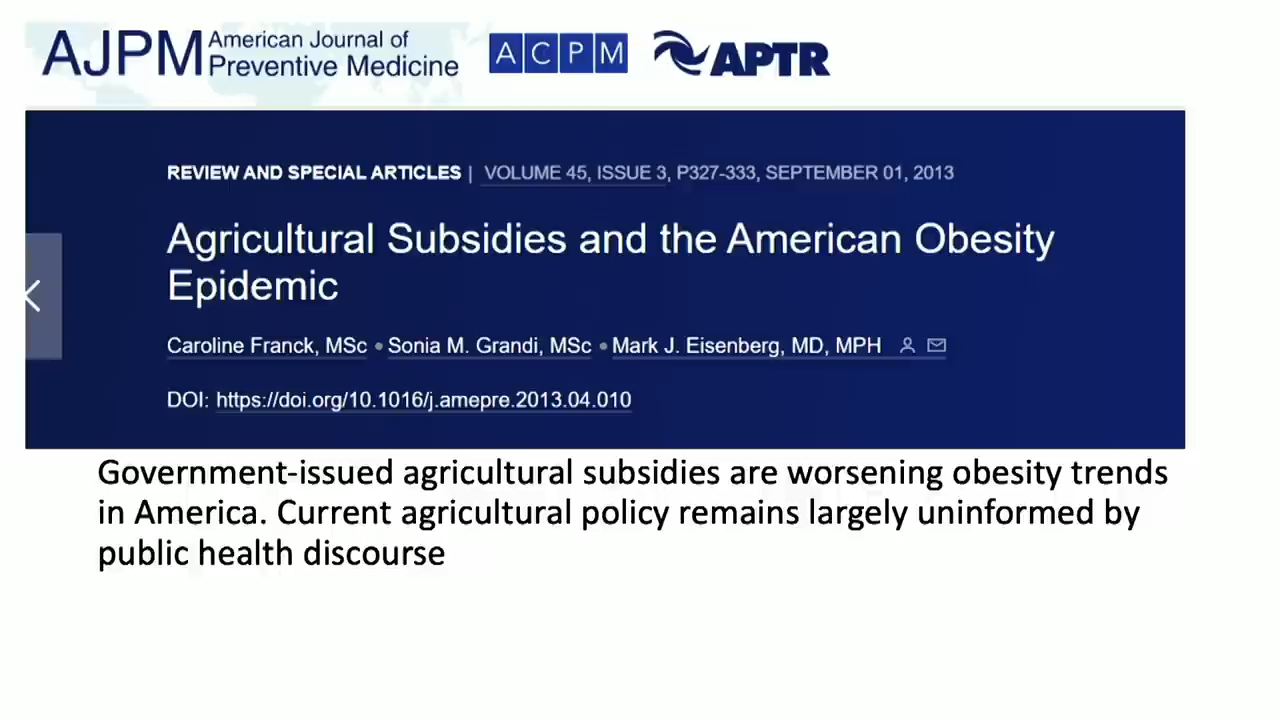 AJPM American Journal of
Preventive Medicine
ACPM
APTR
REVIEW AND SPECIAL ARTICLES | VOLUME 45, ISSUE 3, P327-333, SEPTEMBER 01, 2013
Agricultural Subsidies and the American Obesity
Epidemic
Caroline Franck, MSc • Sonia M. Grandi, MSc • Mark J. Eisenberg, MD, MPH
DOI: https://doi.org/10.1016/j.amepre.2013.04.010
Government-issued agricultural subsidies are worsening obesity trends
in America. Current agricultural policy remains largely uninformed by
public health discourse